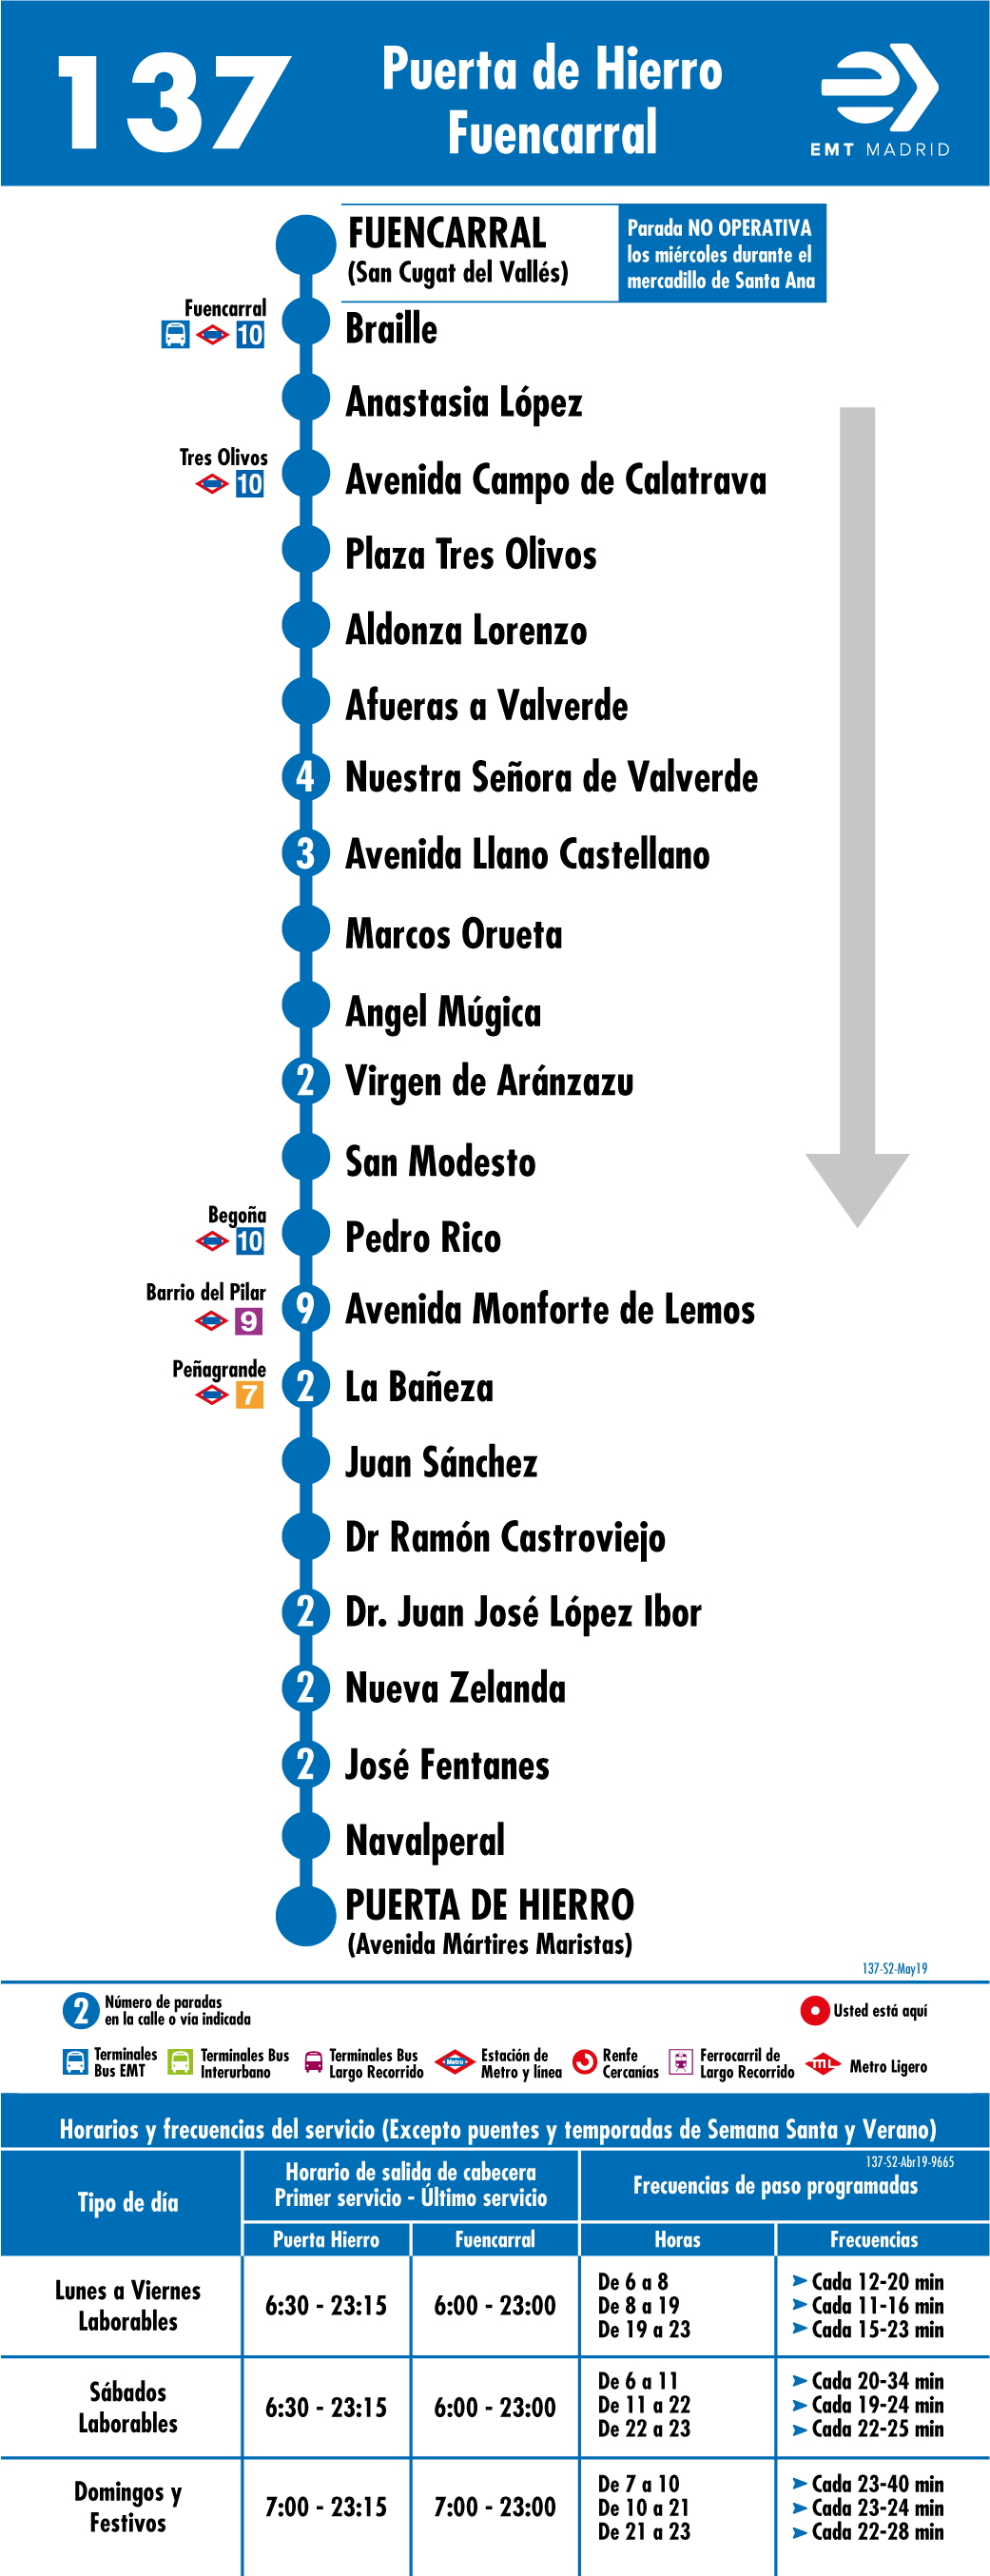 137
Puerta de Hierro
Fuencarral
EMT MADRID
FUENCARRAL
(San Cugat del Vallés)
Parada NO OPERATIVA
los miércoles durante el
mercadillo de Santa Ana
Fuencarral
10
Braille
Anastasia López
Tres Olivos
10
Avenida Campo de Calatrava
Plaza Tres Olivos
Aldonza Lorenzo
Afueras a Valverde
4 Nuestra Señora de Valverde
3 Avenida Llano Castellano
Marcos Orueta
Angel Múgica
2 Virgen de Aránzazu
San Modesto
Begoña
10
Pedro Rico
Barrio del Pilar
9
9 Avenida Monforte de Lemos
Peñagrande
7
2 La Bañeza
Juan Sánchez
Dr Ramón Castroviejo
2 Dr. Juan José López Ibor
2 Nueva Zelanda
2 José Fentanes
Navalperal
PUERTA DE HIERRO
(Avenida Mártires Maristas)
137-S2-May19
2 Número de paradas
en la calle o vía indicada
Usted está aquí
Terminales
Bus EMT
Terminales Bus
Interurbano
Terminales Bus
Largo Recorrido
Metro
Estación de
Metro y línea
Renfe
Cercanías
Ferrocarril de
Largo Recorrido
ML
Metro Ligero
Horarios y frecuencias del servicio (Excepto puentes y temporadas de Semana Santa y Verano)
137-S2-Abr19-9665
Tipo de día
Horario de salida de cabecera
Primer servicio - Último servicio
Frecuencias de paso programadas
Puerta Hierro Fuencarral Horas Frecuencias
Lunes a Viernes
Laborables
6:30 - 23:15 6:00 - 23:00
De 6 a 8 Cada 12-20 min
De 8 a 19 Cada 11-16 min
De 19 a 23 Cada 15-23 min
Sábados
Laborables
6:30 - 23:15 6:00 - 23:00
De 6 a 11 Cada 20-34 min
De 11 a 22 Cada 19-24 min
De 22 a 23 Cada 22-25 min
Domingos y
Festivos
7:00 - 23:15 7:00 - 23:00
De 7 a 10 Cada 23-40 min
De 10 a 21 Cada 23-24 min
De 21 a 23 Cada 22-28 min